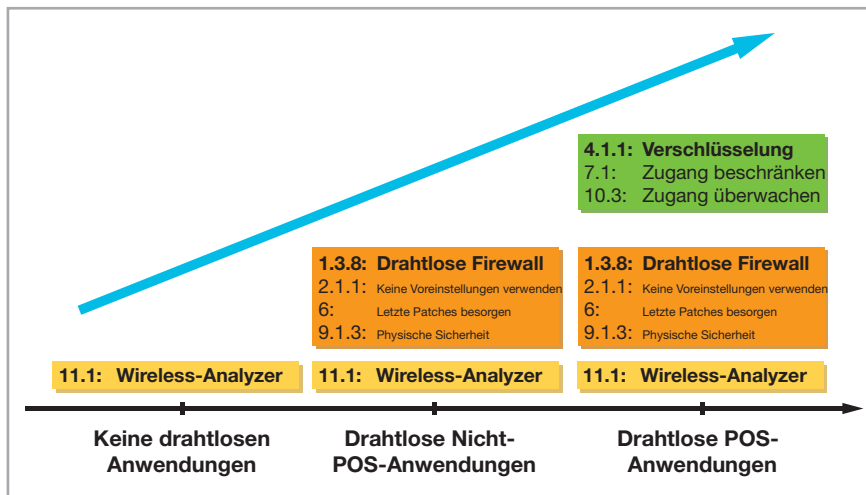 4.1.1: Verschlüsselung
7.1: Zugang beschränken
10.3: Zugang überwachen
1.3.8: Drahtlose Firewall
2.1.1: Keine Voreinstellungen verwenden
6: Letzte Patches besorgen
9.1.3: Physische Sicherheit
1.3.8: Drahtlose Firewall
2.1.1: Keine Voreinstellungen verwenden
6: Letzte Patches besorgen
9.1.3: Physische Sicherheit
11.1: Wireless-Analyzer
11.1: Wireless-Analyzer
11.1: Wireless-Analyzer
Keine drahtlosen
Anwendungen
Drahtlose Nicht-
POS-Anwendungen
Drahtlose POS-
Anwendungen